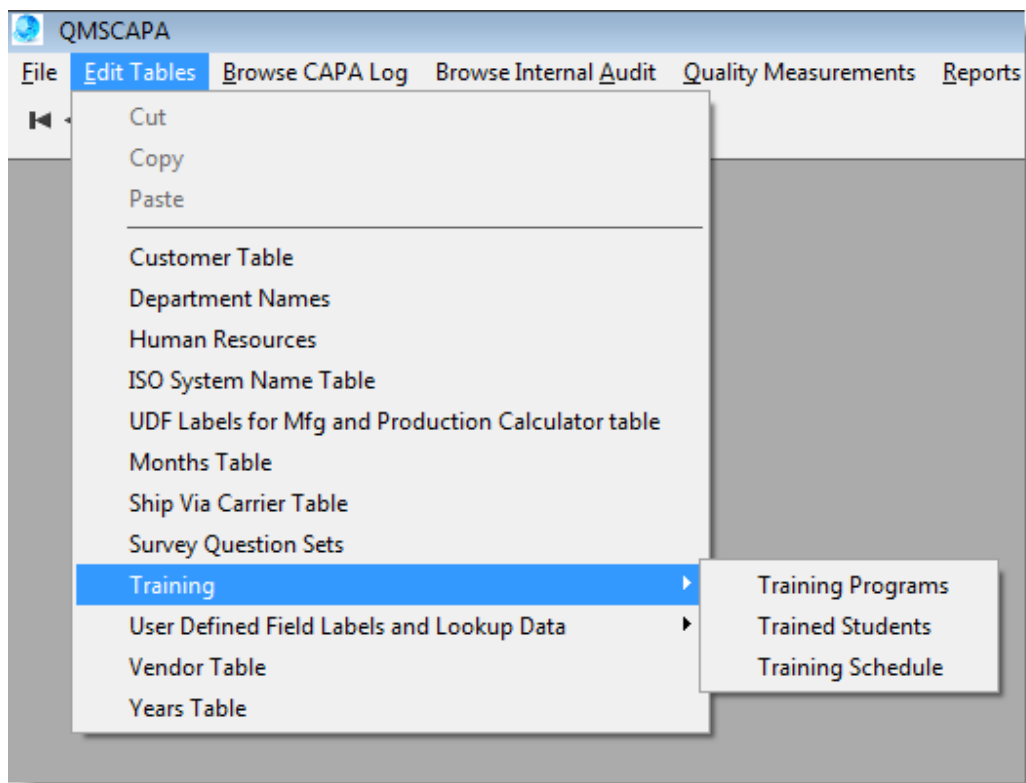 QMSCAPA
File Edit Tables Browse CAPA Log Browse Internal Audit Quality Measurements Reports
Cut
Copy
Paste
Customer Table
Department Names
Human Resources
ISO System Name Table
UDF Labels for Mfg and Production Calculator table
Months Table
Ship Via Carrier Table
Survey Question Sets
Training
User Defined Field Labels and Lookup Data
Vendor Table
Years Table
Training Programs
Trained Students
Training Schedule